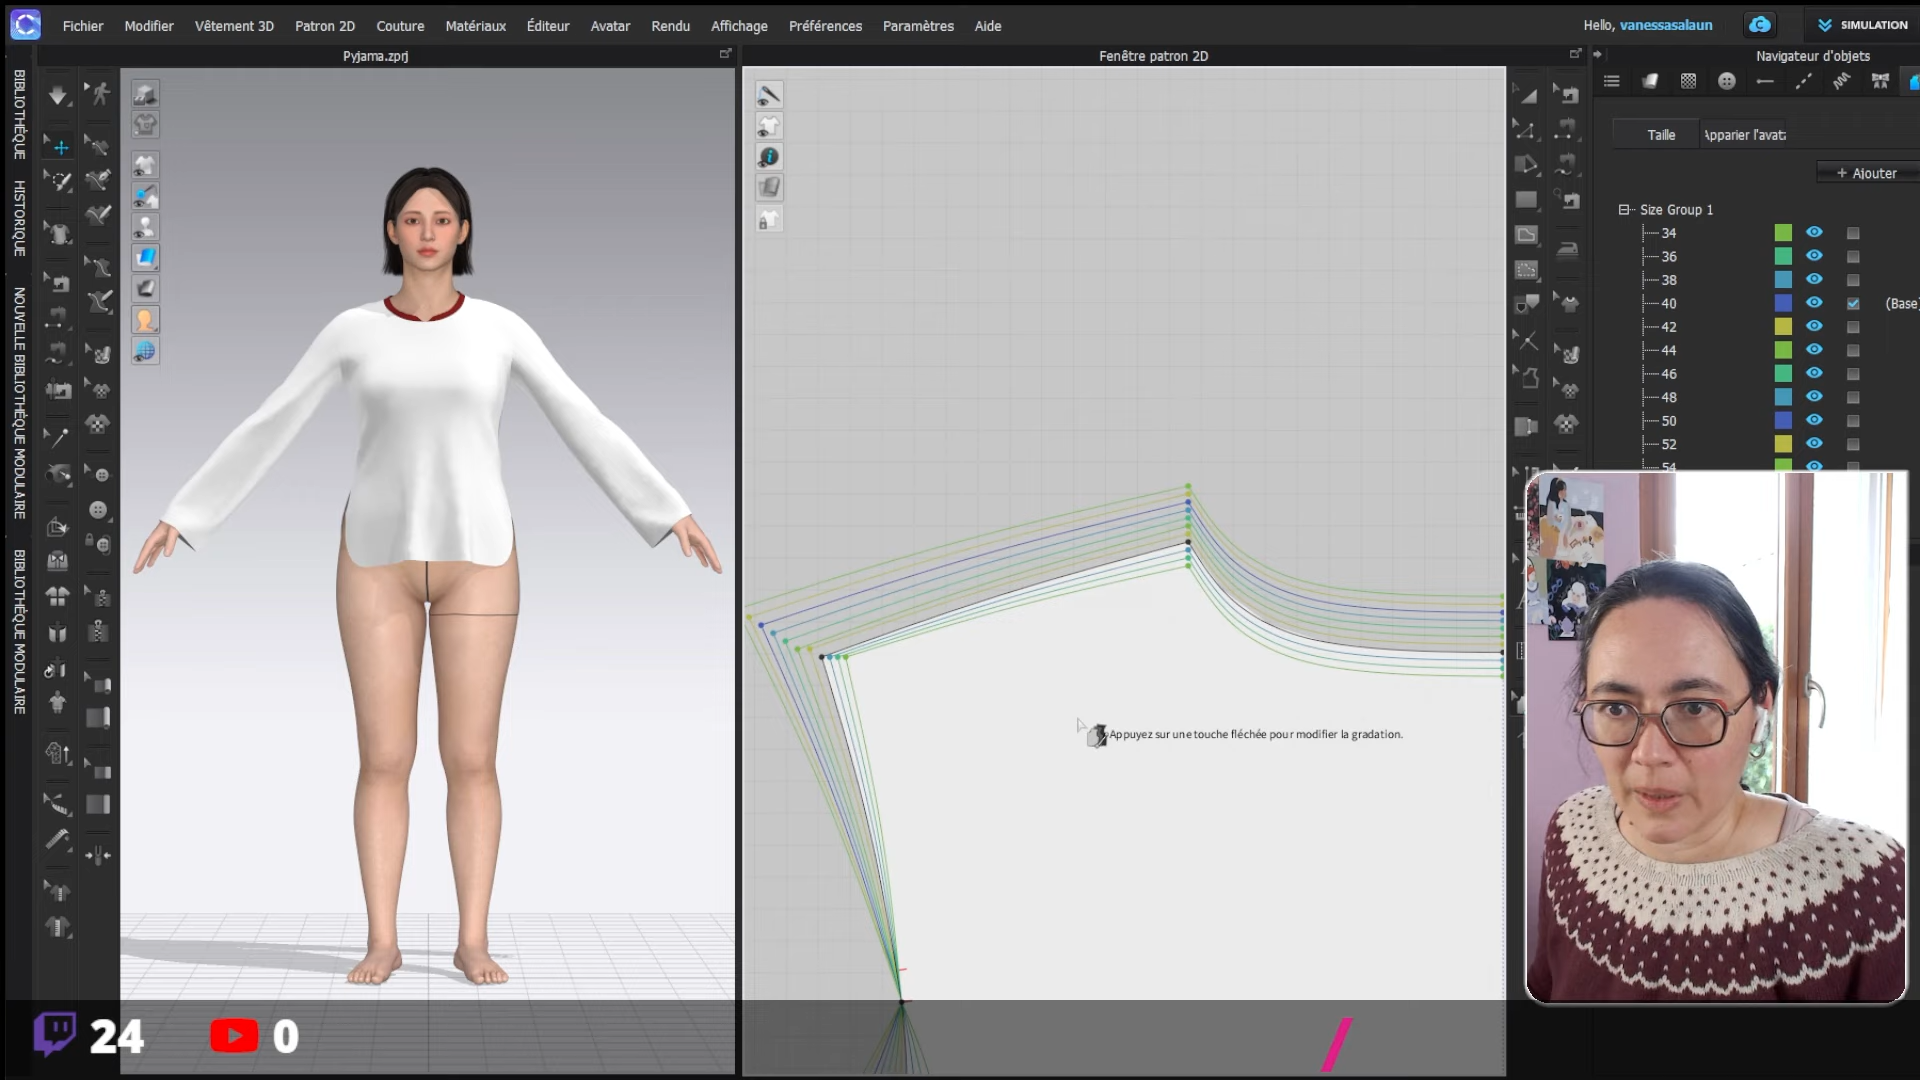 Fichier Modifier Vêtement 3D Patron 2D Couture Matériaux Éditeur Avatar Rendu Affichage Préférences Paramètres Aide
Hello, vanessasalaun
SIMULATION
Pyjama.zprj
Fenêtre patron 2D
Navigateur d'objets
BIBLIOTHÈQUE
HISTORIQUE
NOUVELLE BIBLIOTHÈQUE MODULAIRE
BIBLIOTHÈQUE MODULAIRE
Taille
Apparier l'avata
+ Ajouter
Size Group 1
34
36
38
40 (Base)
42
44
46
48
50
52
54
Appuyez sur une touche fléchée pour modifier la gradation.
24
0